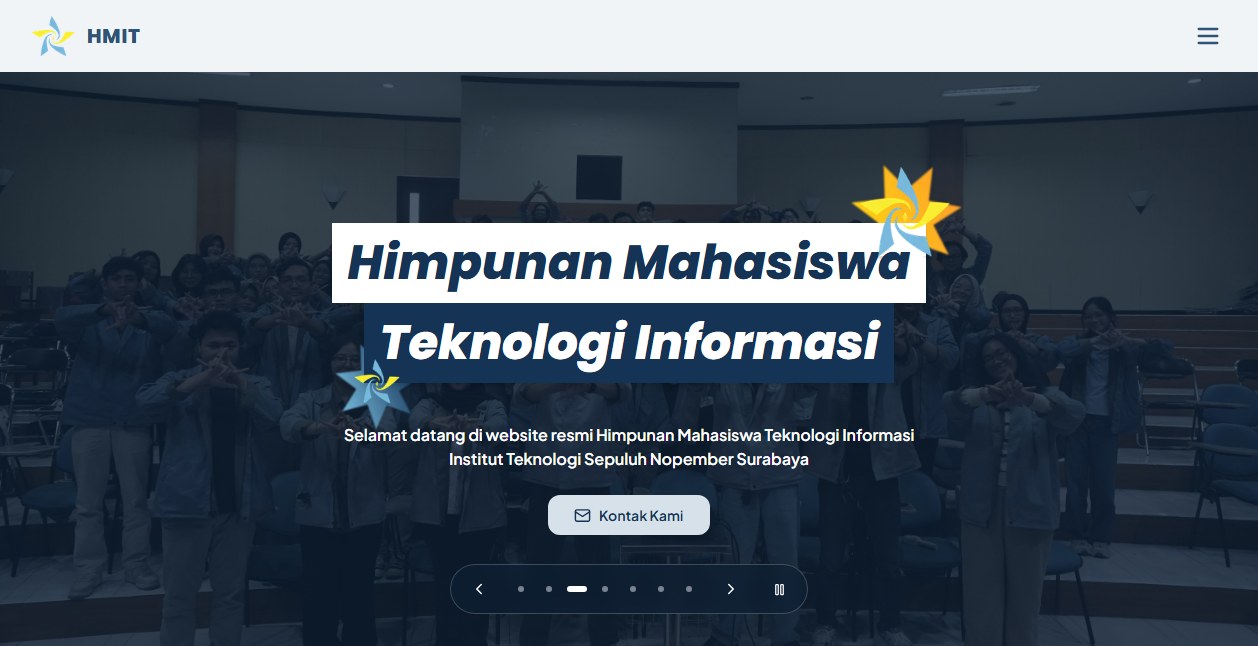 HMIT
Himpunan Mahasiswa
Teknologi Informasi
Selamat datang di website resmi Himpunan Mahasiswa Teknologi Informasi
Institut Teknologi Sepuluh Nopember Surabaya
Kontak Kami